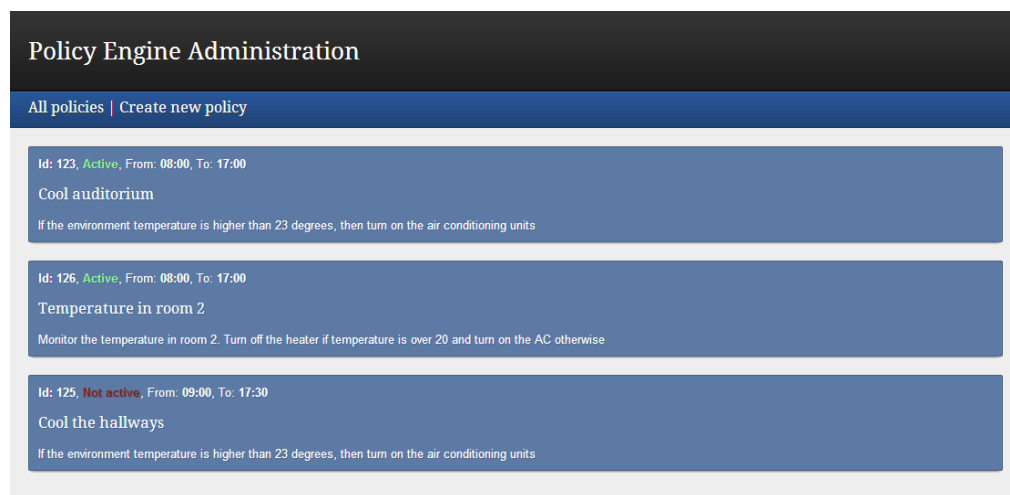 Policy Engine Administration
All policies | Create new policy
Id: 123, Active, From: 08:00, To: 17:00
Cool auditorium
If the environment temperature is higher than 23 degrees, then turn on the air conditioning units
Id: 126, Active, From: 08:00, To: 17:00
Temperature in room 2
Monitor the temperature in room 2. Turn off the heater if temperature is over 20 and turn on the AC otherwise
Id: 125, Not active, From: 09:00, To: 17:30
Cool the hallways
If the environment temperature is higher than 23 degrees, then turn on the air conditioning units